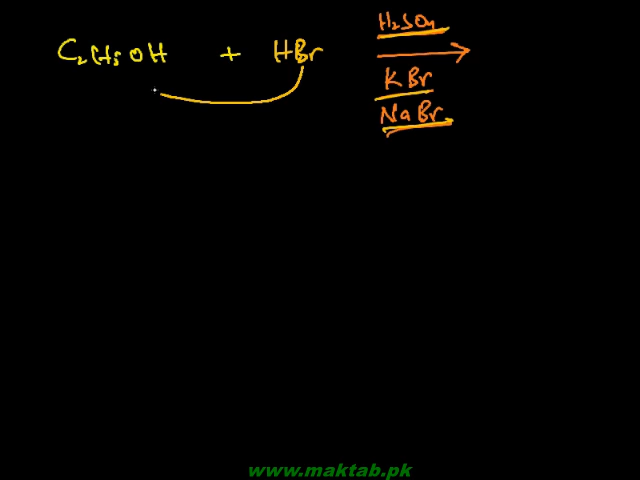 C₂H₅OH + HBr
H₂SO₄
KBr
NaBr
www.maktab.pk